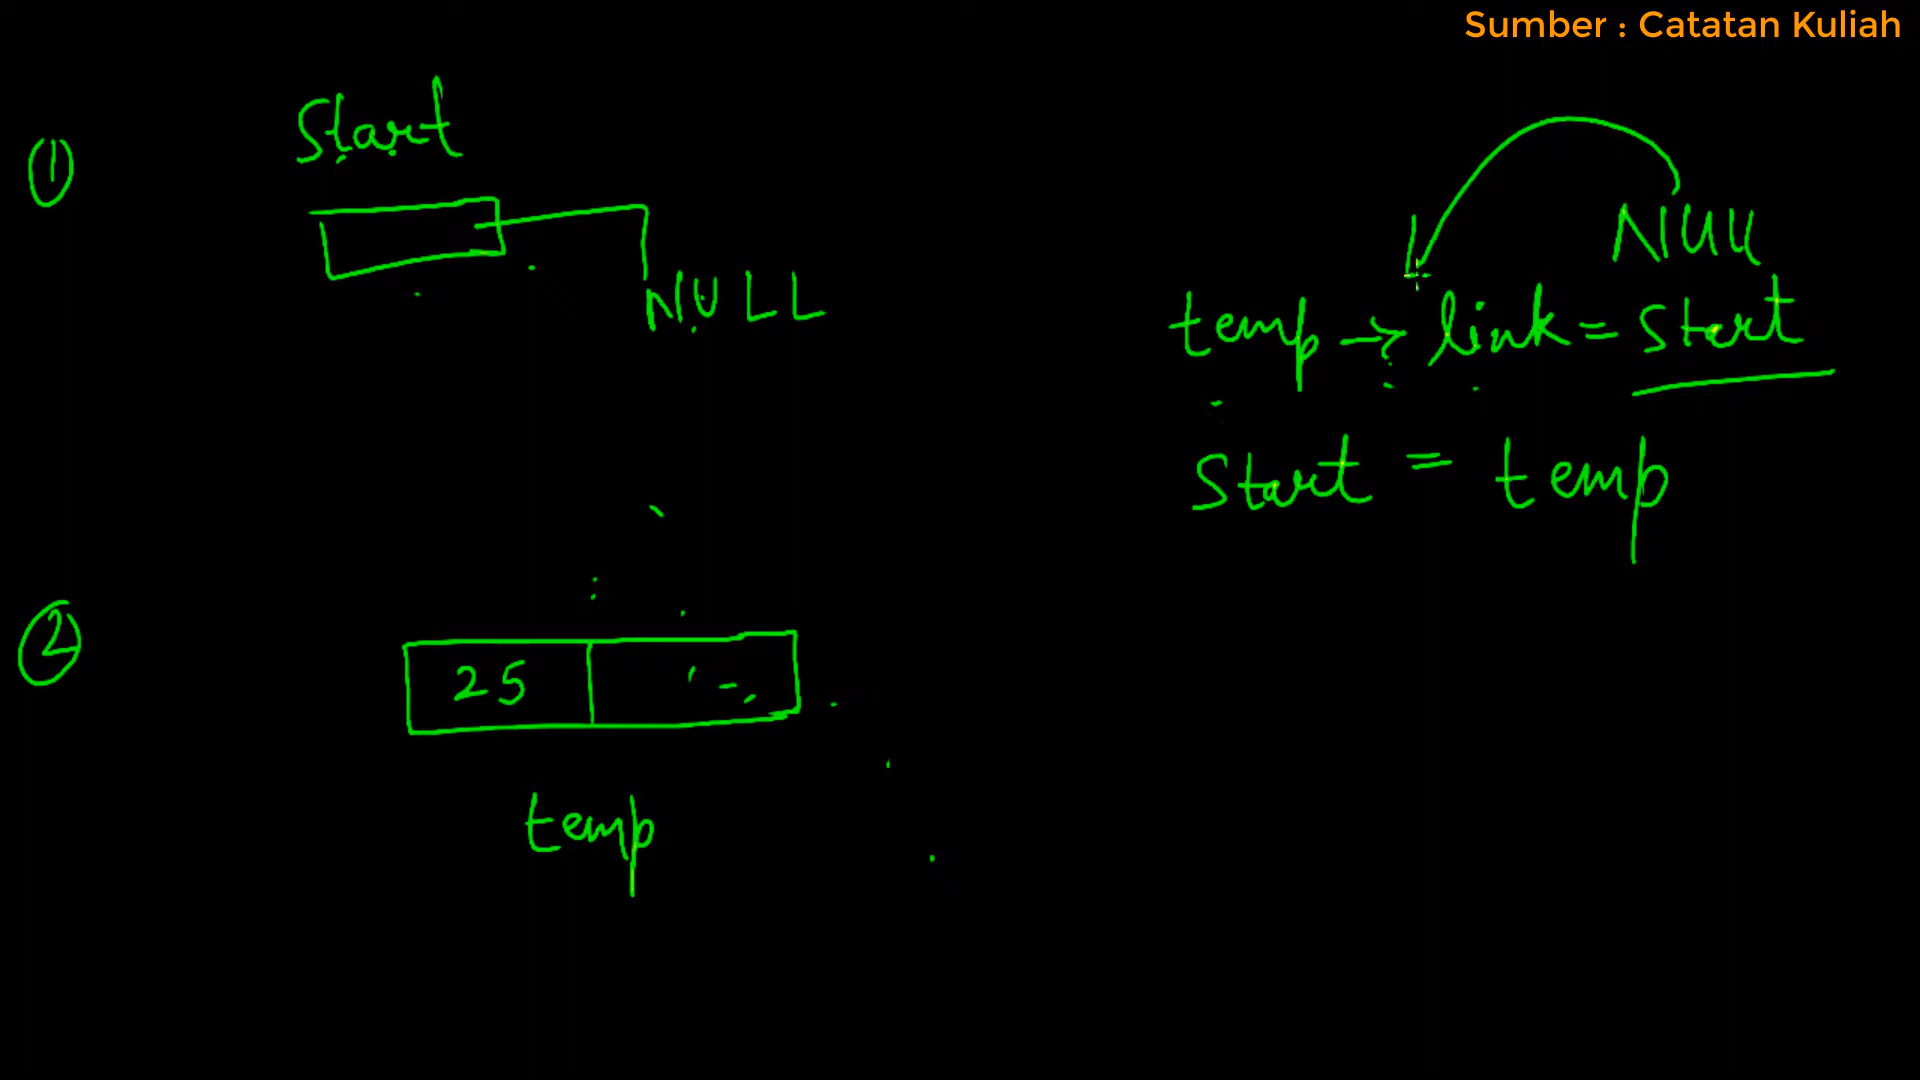 Sumber : Catatan Kuliah
① Start
NULL
NULL
temp → link = Start
Start = temp
② 25
temp